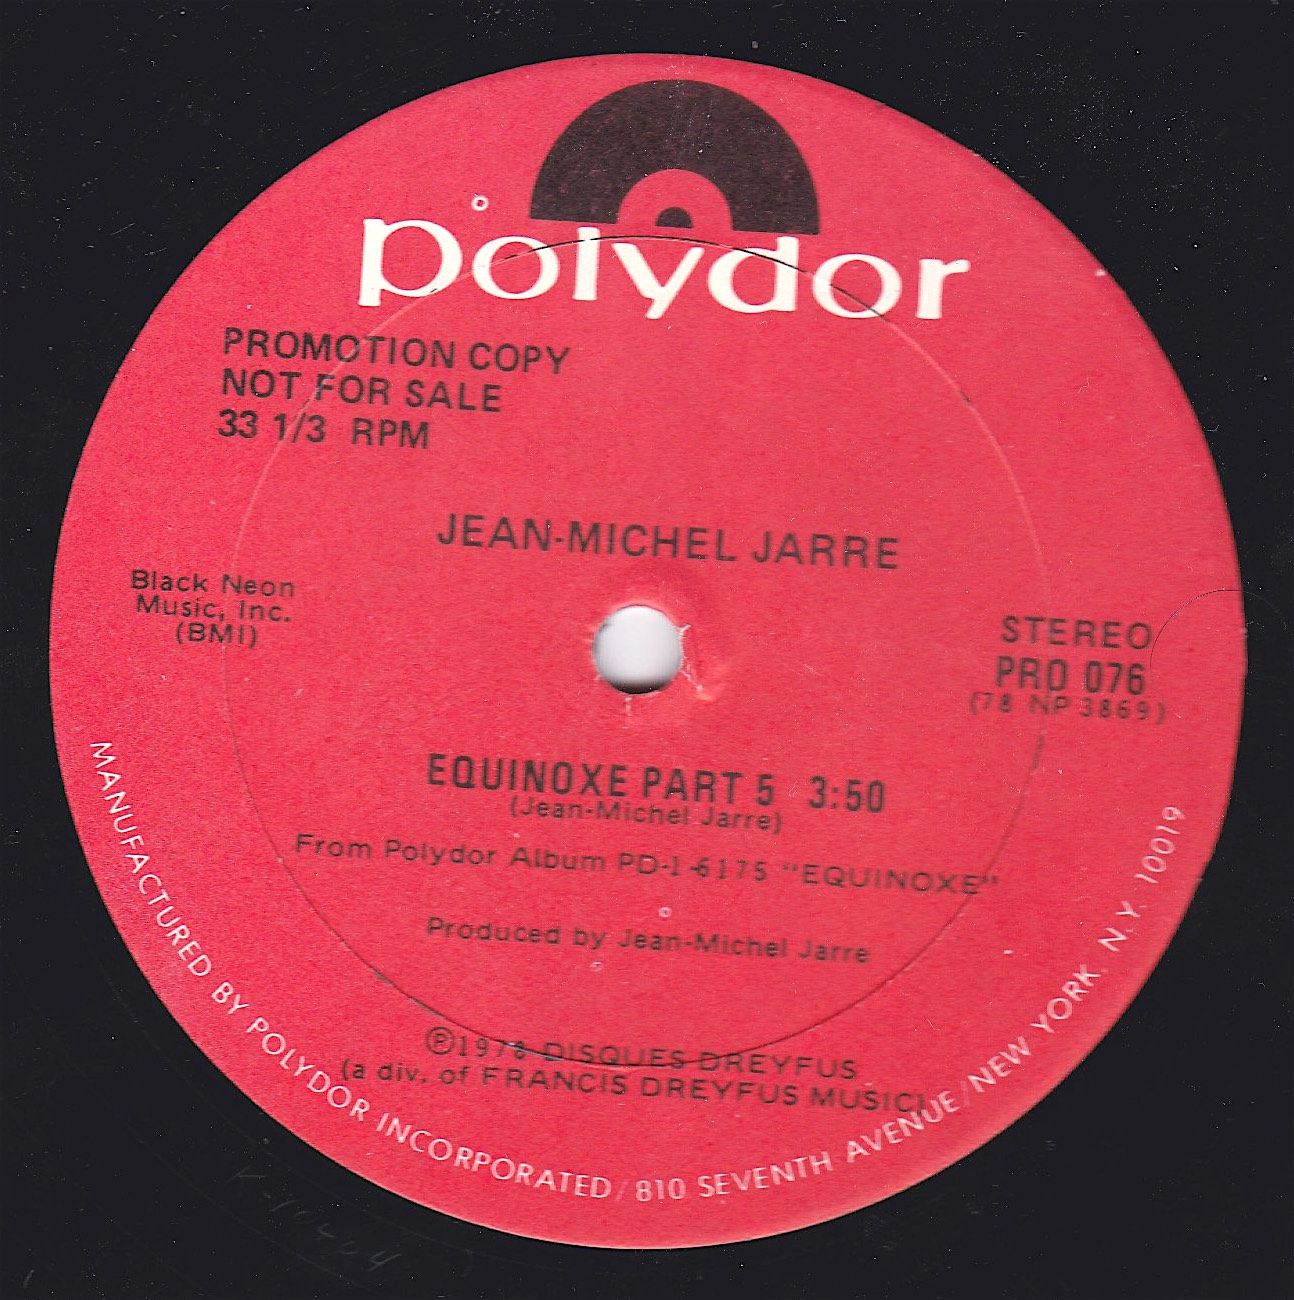 polydor
PROMOTION COPY
NOT FOR SALE
33 1/3 RPM
JEAN-MICHEL JARRE
Black Neon
Music, Inc.
(BMI)
STEREO
PRO 076
(78 NP 3869)
EQUINOXE PART 5 3:50
(Jean-Michel Jarre)
From Polydor Album PD-1-6175 "EQUINOXE"
Produced by Jean-Michel Jarre
℗1978 DISQUES DREYFUS
(a div. of FRANCIS DREYFUS MUSIC)
MANUFACTURED BY POLYDOR INCORPORATED / 810 SEVENTH AVENUE / NEW YORK, N.Y. 10019